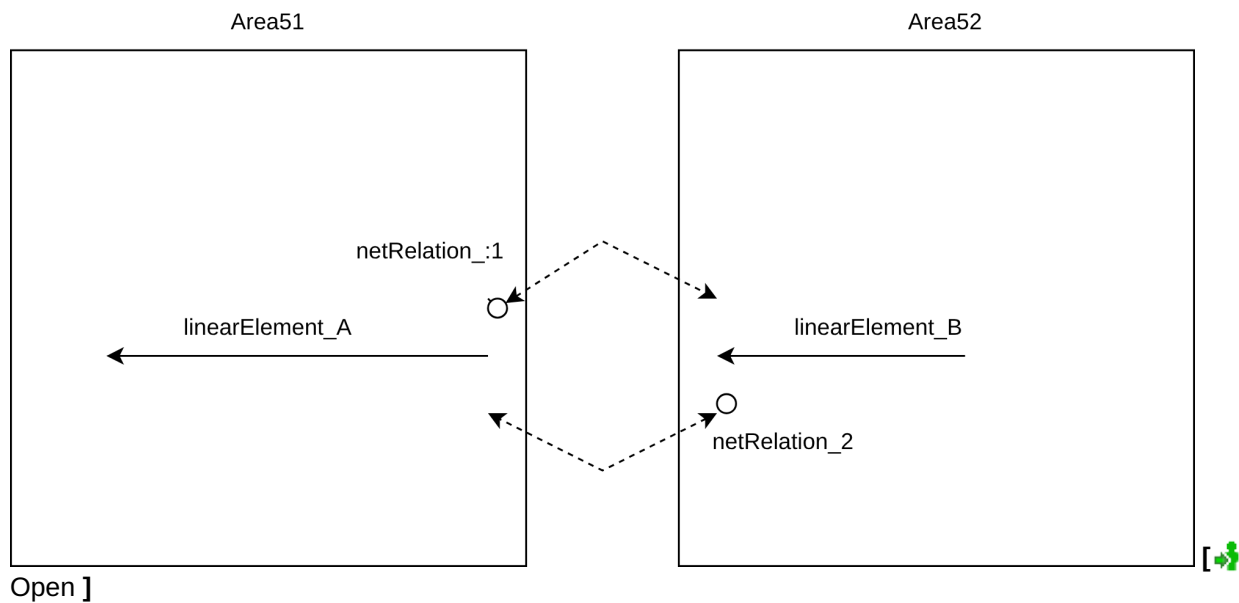 Area51
Area52
netRelation_:1
linearElement_A
linearElement_B
netRelation_2
[
Open ]